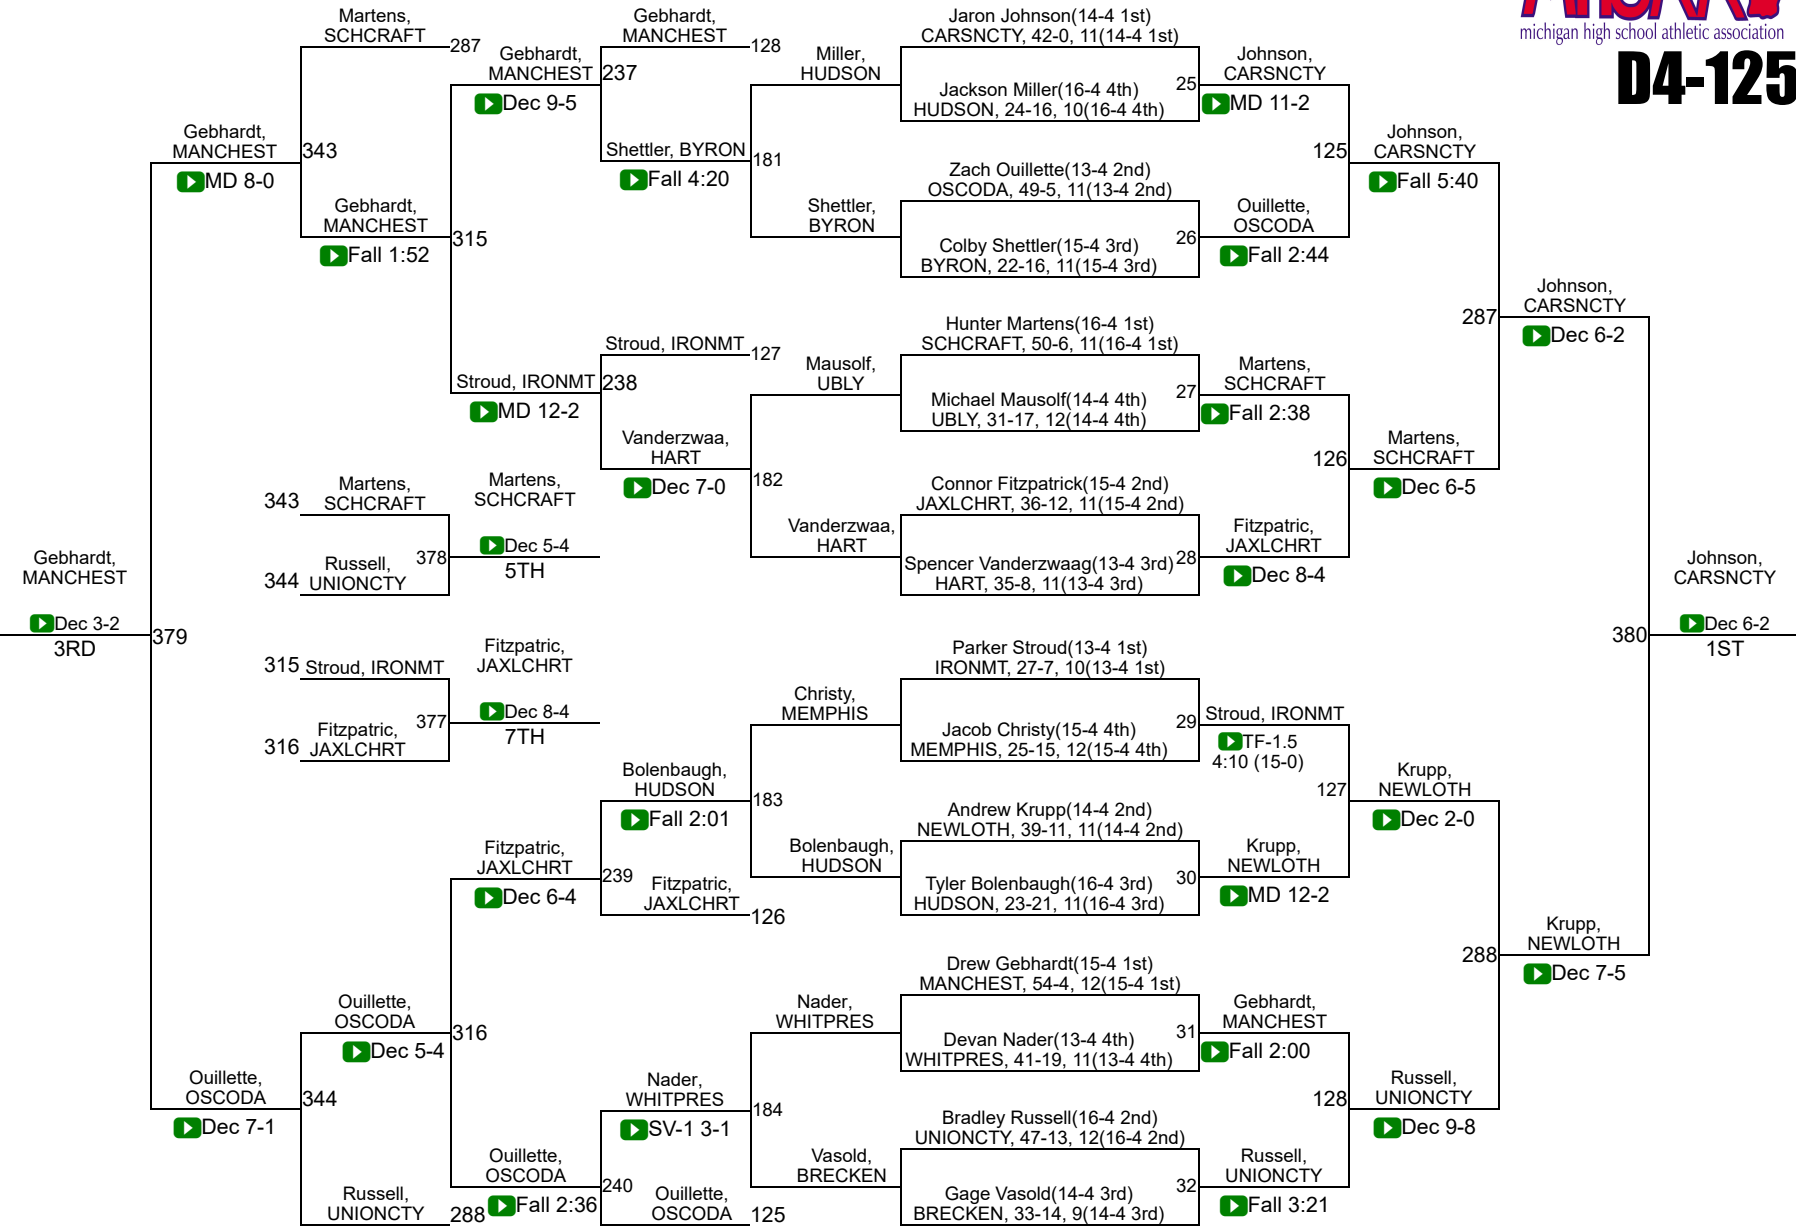 MHSAA
michigan high school athletic association
D4-125
Gebhardt,
MANCHEST
Dec 3-2
3RD
379
Gebhardt,
MANCHEST
MD 8-0
Ouillette,
OSCODA
Dec 7-1
Martens,
SCHCRAFT
287
343
Gebhardt,
MANCHEST
Fall 1:52
343
Martens,
SCHCRAFT
344
Russell,
UNIONCTY
378
Martens,
SCHCRAFT
Dec 5-4
5TH
315
Stroud, IRONMT
316
Fitzpatric,
JAXLCHRT
377
Fitzpatric,
JAXLCHRT
Dec 8-4
7TH
Ouillette,
OSCODA
Dec 5-4
344
Russell,
UNIONCTY
288
Gebhardt,
MANCHEST
Dec 9-5
315
Stroud, IRONMT
MD 12-2
Fitzpatric,
JAXLCHRT
Dec 6-4
316
Ouillette,
OSCODA
Fall 2:36
Gebhardt,
MANCHEST
128
237
Shettler, BYRON
Fall 4:20
Stroud, IRONMT
127
238
Vanderzwaa,
HART
Dec 7-0
Bolenbaugh,
HUDSON
Fall 2:01
239
Fitzpatric,
JAXLCHRT
126
Nader,
WHITPRES
SV-1 3-1
240
Ouillette,
OSCODA
125
Miller,
HUDSON
181
Shettler,
BYRON
Mausolf,
UBLY
182
Vanderzwaa,
HART
Christy,
MEMPHIS
183
Bolenbaugh,
HUDSON
Nader,
WHITPRES
184
Vasold,
BRECKEN
Jaron Johnson(14-4 1st)
CARSNCTY, 42-0, 11(14-4 1st)
25
Jackson Miller(16-4 4th)
HUDSON, 24-16, 10(16-4 4th)
Zach Ouillette(13-4 2nd)
OSCODA, 49-5, 11(13-4 2nd)
26
Colby Shettler(15-4 3rd)
BYRON, 22-16, 11(15-4 3rd)
Hunter Martens(16-4 1st)
SCHCRAFT, 50-6, 11(16-4 1st)
27
Michael Mausolf(14-4 4th)
UBLY, 31-17, 12(14-4 4th)
Connor Fitzpatrick(15-4 2nd)
JAXLCHRT, 36-12, 11(15-4 2nd)
28
Spencer Vanderzwaag(13-4 3rd)
HART, 35-8, 11(13-4 3rd)
Parker Stroud(13-4 1st)
IRONMT, 27-7, 10(13-4 1st)
29
Jacob Christy(15-4 4th)
MEMPHIS, 25-15, 12(15-4 4th)
Andrew Krupp(14-4 2nd)
NEWLOTH, 39-11, 11(14-4 2nd)
30
Tyler Bolenbaugh(16-4 3rd)
HUDSON, 23-21, 11(16-4 3rd)
Drew Gebhardt(15-4 1st)
MANCHEST, 54-4, 12(15-4 1st)
31
Devan Nader(13-4 4th)
WHITPRES, 41-19, 11(13-4 4th)
Bradley Russell(16-4 2nd)
UNIONCTY, 47-13, 12(16-4 2nd)
32
Gage Vasold(14-4 3rd)
BRECKEN, 33-14, 9(14-4 3rd)
Johnson,
CARSNCTY
MD 11-2
125
Ouillette,
OSCODA
Fall 2:44
Martens,
SCHCRAFT
Fall 2:38
126
Fitzpatric,
JAXLCHRT
Dec 8-4
Stroud, IRONMT
TF-1.5
4:10 (15-0)
127
Krupp,
NEWLOTH
MD 12-2
Gebhardt,
MANCHEST
Fall 2:00
128
Russell,
UNIONCTY
Fall 3:21
Johnson,
CARSNCTY
Fall 5:40
287
Martens,
SCHCRAFT
Dec 6-5
Krupp,
NEWLOTH
Dec 2-0
288
Russell,
UNIONCTY
Dec 9-8
Johnson,
CARSNCTY
Dec 6-2
380
Krupp,
NEWLOTH
Dec 7-5
Johnson,
CARSNCTY
Dec 6-2
1ST